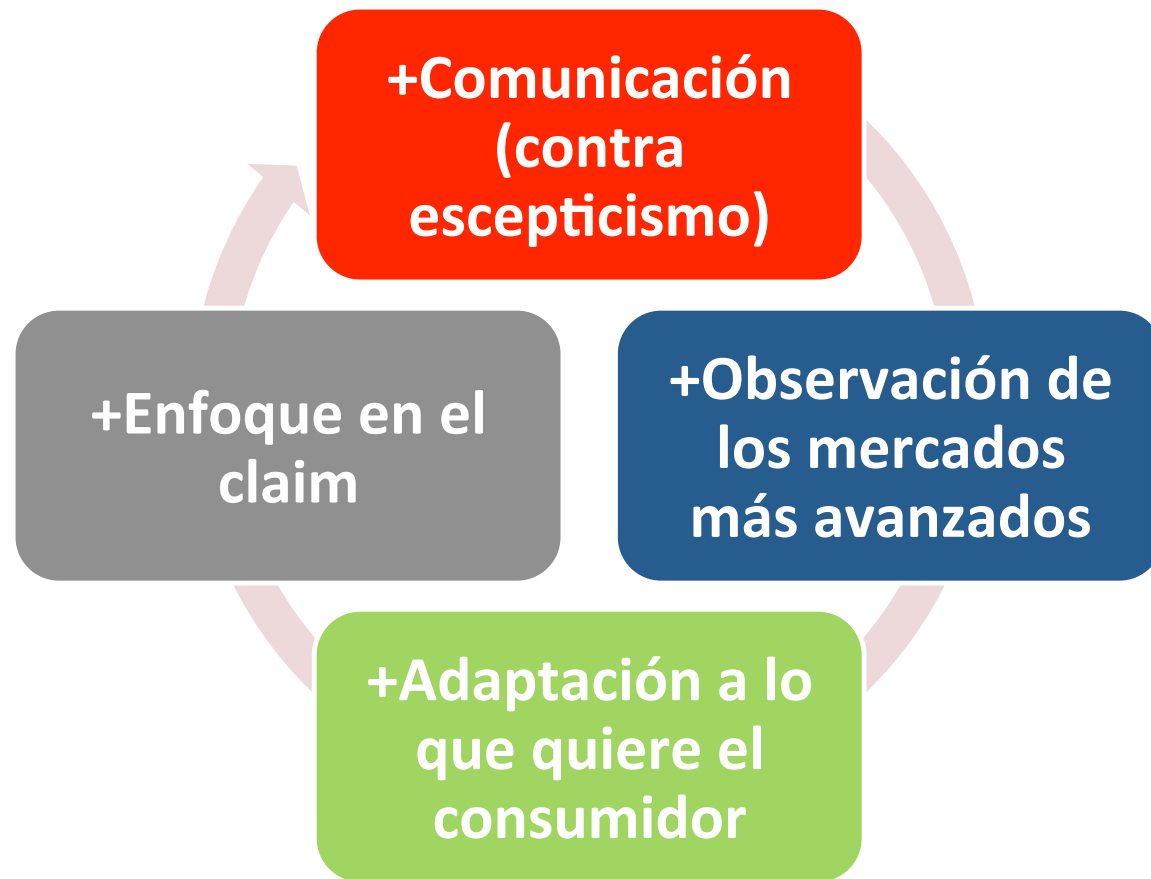 +Comunicación
(contra
escepticismo)
+Observación de
los mercados
más avanzados
+Adaptación a lo
que quiere el
consumidor
+Enfoque en el
claim